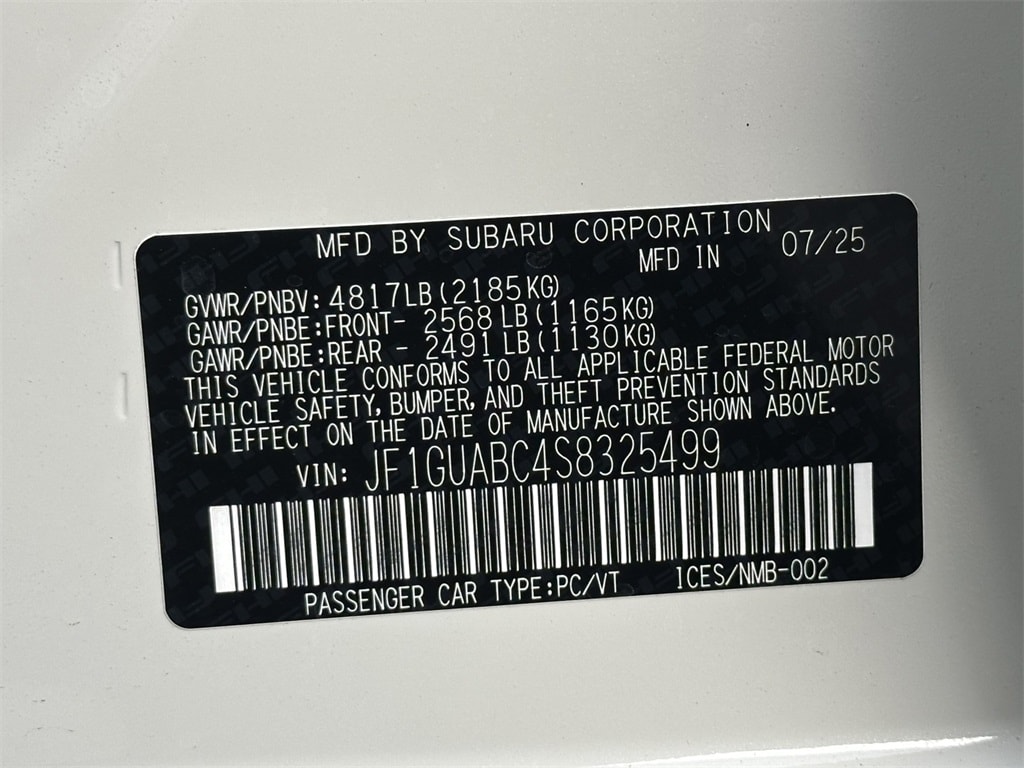 MFD BY SUBARU CORPORATION
MFD IN 07/25
GVWR/PNBV: 4817LB(2185KG)
GAWR/PNBE:FRONT- 2568 LB(1165KG)
GAWR/PNBE:REAR - 2491 LB(1130KG)
THIS VEHICLE CONFORMS TO ALL APPLICABLE FEDERAL MOTOR
VEHICLE SAFETY, BUMPER, AND THEFT PREVENTION STANDARDS
IN EFFECT ON THE DATE OF MANUFACTURE SHOWN ABOVE.
VIN: JF1GUABC4S8325499
PASSENGER CAR TYPE:PC/VT ICES/NMB-002